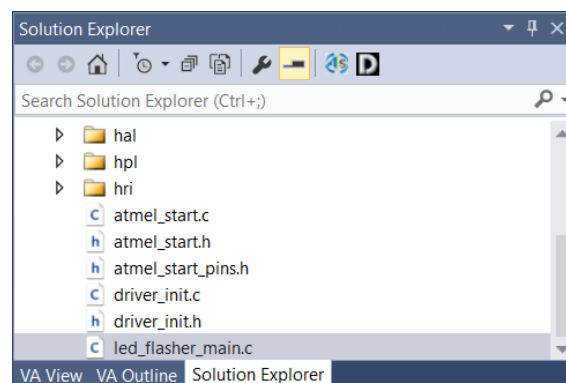 Solution Explorer
Search Solution Explorer (Ctrl+;)
hal
hpl
hri
atmel_start.c
atmel_start.h
atmel_start_pins.h
driver_init.c
driver_init.h
led_flasher_main.c
VA View VA Outline Solution Explorer